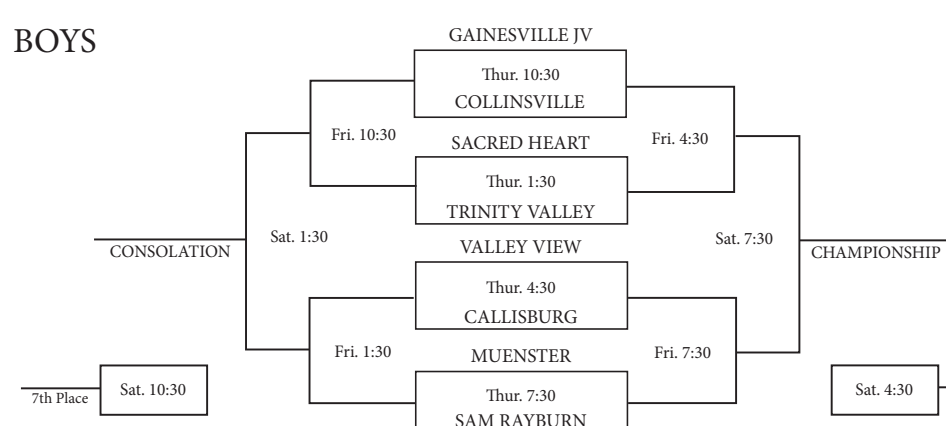 BOYS
GAINESVILLE JV
Thur. 10:30
COLLINSVILLE
Fri. 10:30
Fri. 4:30
SACRED HEART
Thur. 1:30
TRINITY VALLEY
Sat. 1:30
Sat. 7:30
CONSOLATION
CHAMPIONSHIP
VALLEY VIEW
Thur. 4:30
CALLISBURG
Fri. 1:30
Fri. 7:30
MUENSTER
Thur. 7:30
SAM RAYBURN
7th Place
Sat. 10:30
Sat. 4:30